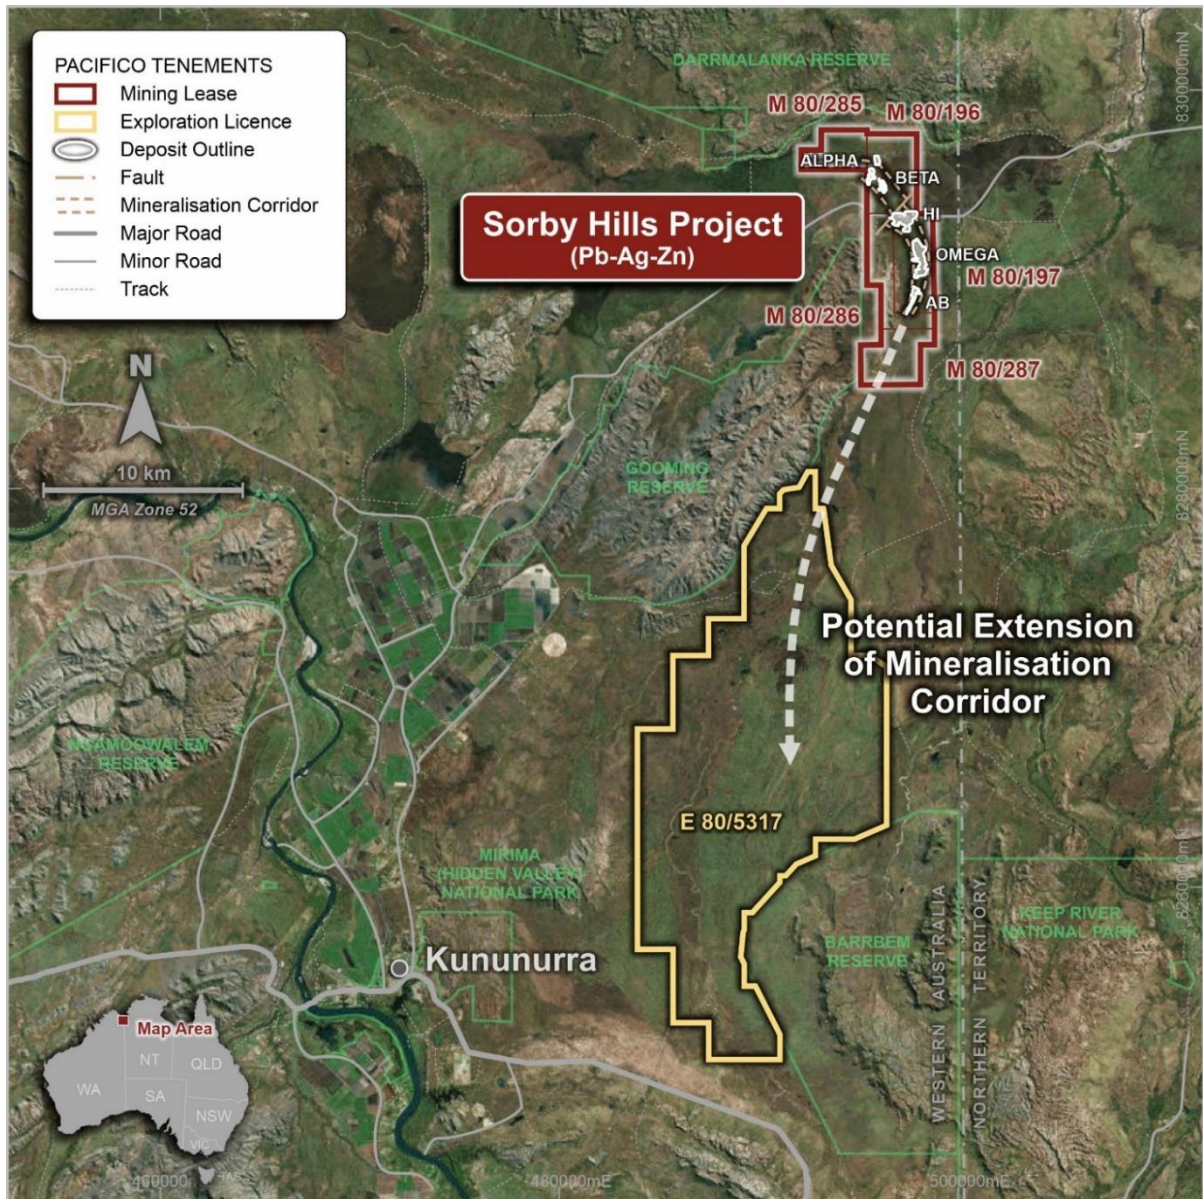 PACIFICO TENEMENTS
Mining Lease
Exploration Licence
Deposit Outline
Fault
Mineralisation Corridor
Major Road
Minor Road
Track
DARRMALANKA RESERVE
M 80/285
M 80/196
8300000mN
ALPHA
BETA
Sorby Hills Project
(Pb-Ag-Zn)
HI
OMEGA
M 80/197
AB
M 80/286
M 80/287
N
10 km
MGA Zone 52
GOOMING
RESERVE
8280000mN
Potential Extension
of Mineralisation
Corridor
NGAMOOWALEM
RESERVE
E 80/5317
MIRIMA
(HIDDEN VALLEY)
NATIONAL PARK
8260000mN
KEEP RIVER
NATIONAL PARK
BARRBEM
RESERVE
WESTERN AUSTRALIA
NORTHERN TERRITORY
Kununurra
Map Area
NT
QLD
WA
SA
NSW
VIC
TAS
460000
480000mE
500000mE